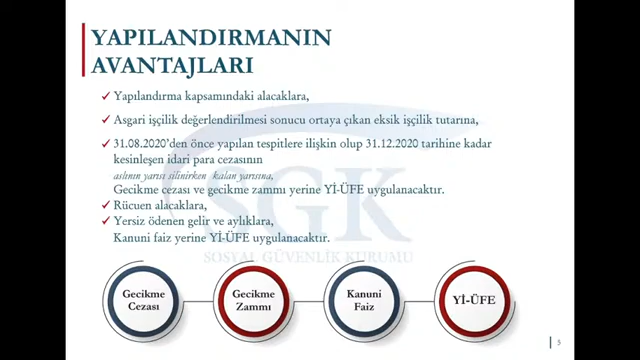 YAPILANDIRMANIN
AVANTAJLARI
✓ Yapılandırma kapsamındaki alacaklara,
✓ Asgari işçilik değerlendirilmesi sonucu ortaya çıkan eksik işçilik tutarına,
✓ 31.08.2020'den önce yapılan tespitlere ilişkin olup 31.12.2020 tarihine kadar
kesinleşen idari para cezasının
aslının yarısı silinirken kalan yarısına,
Gecikme cezası ve gecikme zammı yerine Yİ-ÜFE uygulanacaktır.
✓ Rücuen alacaklara,
✓ Yersiz ödenen gelir ve aylıklara,
Kanuni faiz yerine Yİ-ÜFE uygulanacaktır.
SGK
SOSYAL GÜVENLİK KURUMU
Gecikme
Cezası
Gecikme
Zammı
Kanuni
Faiz
Yİ-ÜFE
3